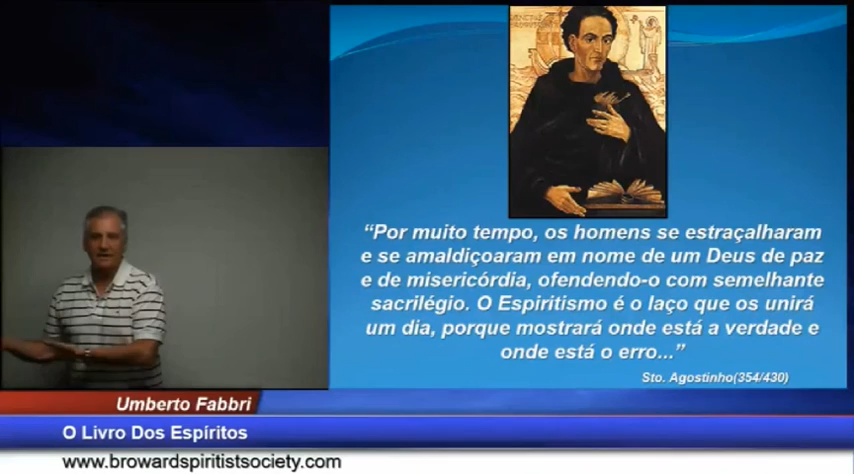 “Por muito tempo, os homens se estraçalharam
e se amaldiçoaram em nome de um Deus de paz
e de misericórdia, ofendendo-o com semelhante
sacrilégio. O Espiritismo é o laço que os unirá
um dia, porque mostrará onde está a verdade e
onde está o erro...”
Sto. Agostinho(354/430)
Umberto Fabbri
O Livro Dos Espíritos
www.browardspiritistsociety.com